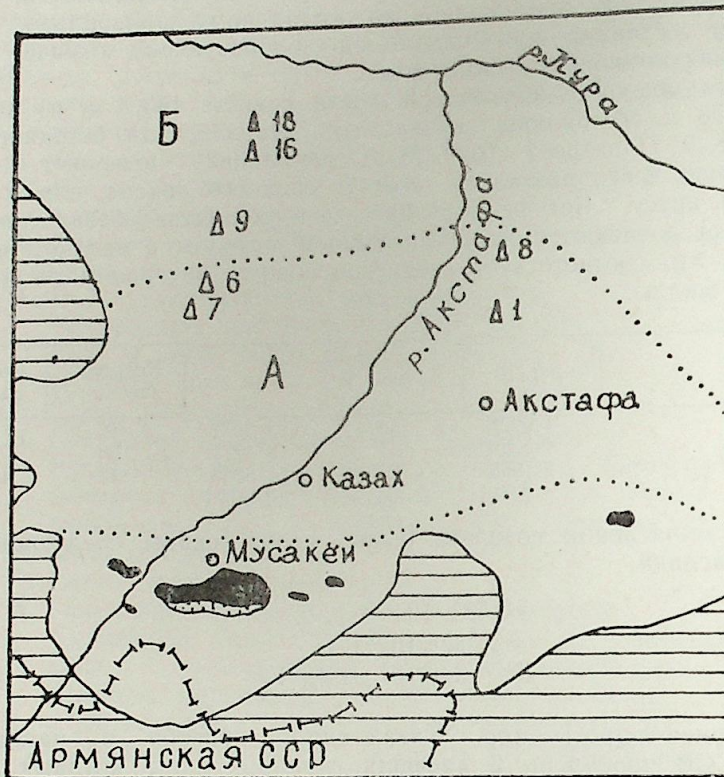 р.Кура
Б
Δ 18
Δ 16
Δ 9
Δ 8
Δ 6
Δ 7
Δ 1
р. Акстафа
А
Акстафа
Казах
Мусакей
Армянская ССР